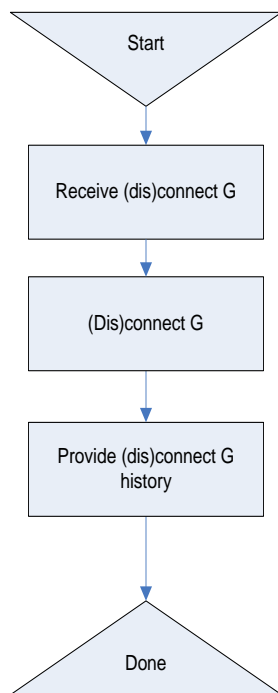 Start
Receive (dis)connect G
(Dis)connect G
Provide (dis)connect G
history
Done